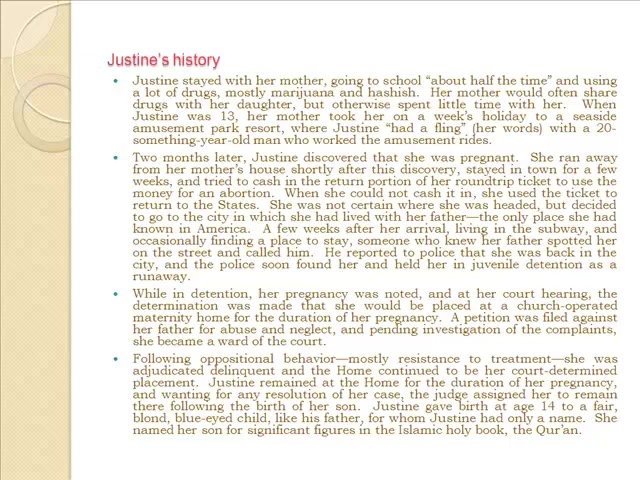 Justine's history
• Justine stayed with her mother, going to school "about half the time" and using
a lot of drugs, mostly marijuana and hashish. Her mother would often share
drugs with her daughter, but otherwise spent little time with her. When
Justine was 13, her mother took her on a week's holiday to a seaside
amusement park resort, where Justine "had a fling" (her words) with a 20-
something-year-old man who worked the amusement rides.
• Two months later, Justine discovered that she was pregnant. She ran away
from her mother's house shortly after this discovery, stayed in town for a few
weeks, and tried to cash in the return portion of her roundtrip ticket to use the
money for an abortion. When she could not cash it in, she used the ticket to
return to the States. She was not certain where she was headed, but decided
to go to the city in which she had lived with her father—the only place she had
known in America. A few weeks after her arrival, living in the subway, and
occasionally finding a place to stay, someone who knew her father spotted her
on the street and called him. He reported to police that she was back in the
city, and the police soon found her and held her in juvenile detention as a
runaway.
• While in detention, her pregnancy was noted, and at her court hearing, the
determination was made that she would be placed at a church-operated
maternity home for the duration of her pregnancy. A petition was filed against
her father for abuse and neglect, and pending investigation of the complaints,
she became a ward of the court.
• Following oppositional behavior—mostly resistance to treatment—she was
adjudicated delinquent and the Home continued to be her court-determined
placement. Justine remained at the Home for the duration of her pregnancy,
and wanting for any resolution of her case, the judge assigned her to remain
there following the birth of her son. Justine gave birth at age 14 to a fair,
blond, blue-eyed child, like his father, for whom Justine had only a name. She
named her son for significant figures in the Islamic holy book, the Qur'an.